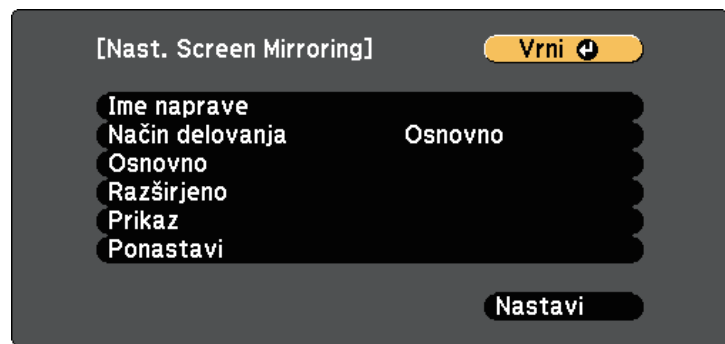 [Nast. Screen Mirroring]
Vrni
Ime naprave
Način delovanja Osnovno
Osnovno
Razširjeno
Prikaz
Ponastavi
Nastavi